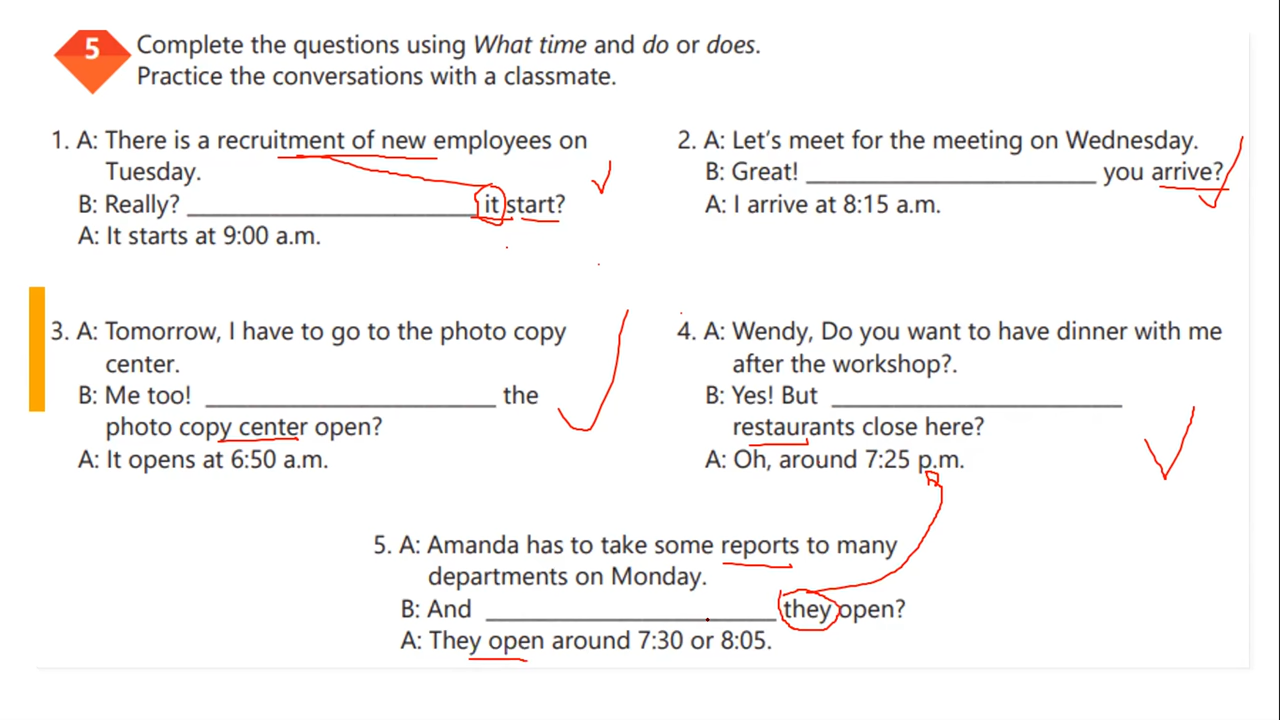 5
Complete the questions using What time and do or does.
Practice the conversations with a classmate.
1. A: There is a recruitment of new employees on
Tuesday.
B: Really? ______________________ it start?
A: It starts at 9:00 a.m.
2. A: Let's meet for the meeting on Wednesday.
B: Great! ______________________ you arrive?
A: I arrive at 8:15 a.m.
3. A: Tomorrow, I have to go to the photo copy
center.
B: Me too! ______________________ the
photo copy center open?
A: It opens at 6:50 a.m.
4. A: Wendy, Do you want to have dinner with me
after the workshop?.
B: Yes! But ______________________
restaurants close here?
A: Oh, around 7:25 p.m.
5. A: Amanda has to take some reports to many
departments on Monday.
B: And ______________________ they open?
A: They open around 7:30 or 8:05.